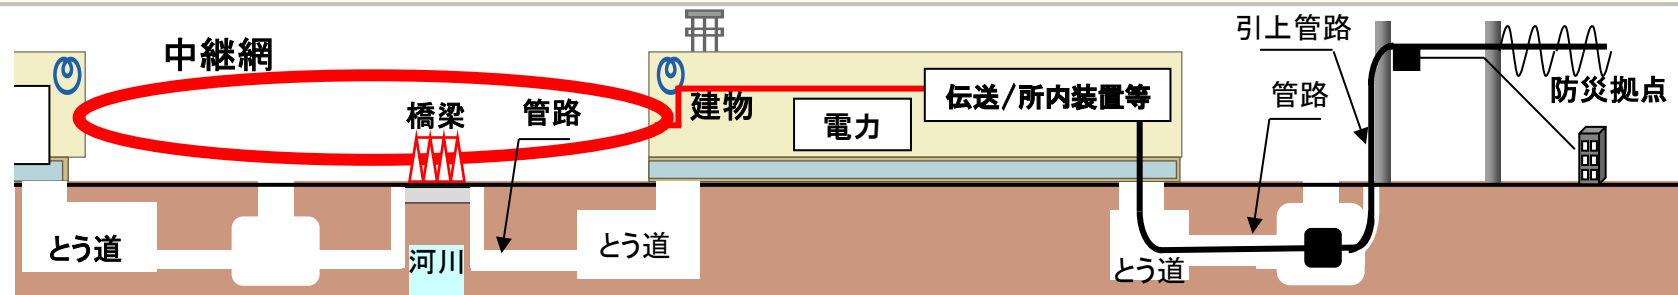 中継網
橋梁
管路
建物
電力
伝送/所内装置等
引上管路
管路
防災拠点
とう道
河川
とう道
とう道